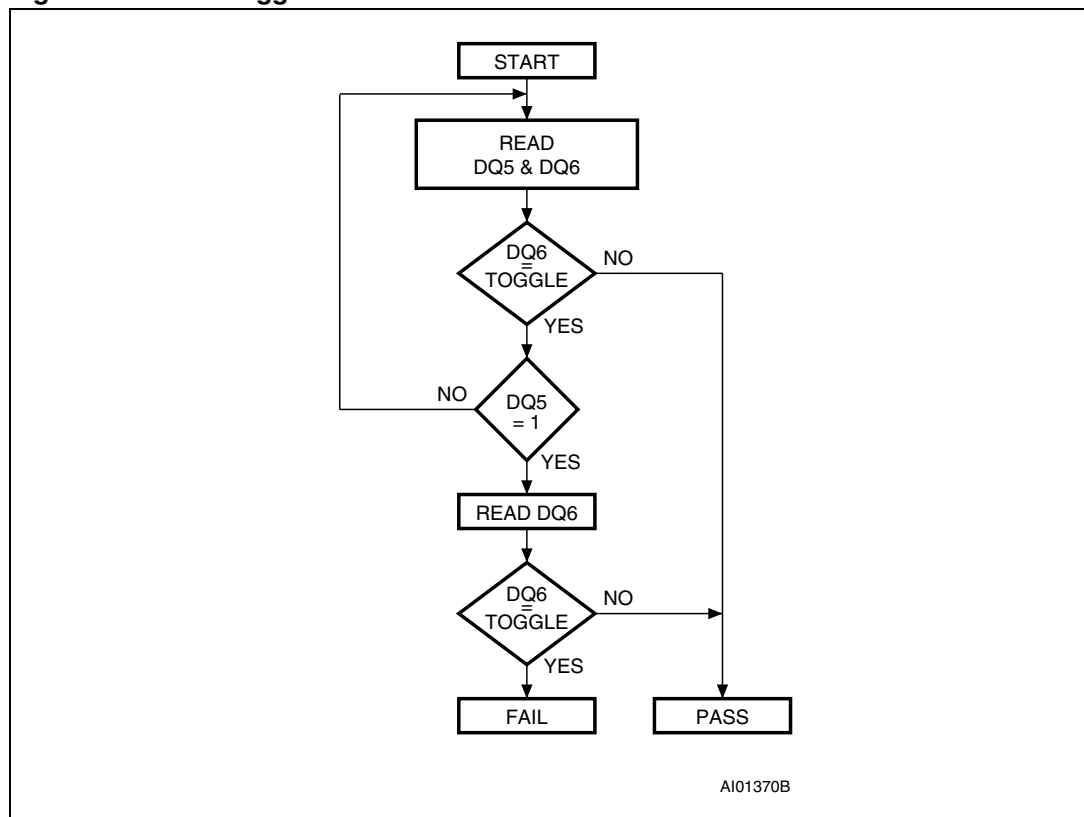 START
READ
DQ5 & DQ6
DQ6
=
TOGGLE
NO
YES
NO
DQ5
= 1
YES
READ DQ6
DQ6
=
TOGGLE
NO
YES
FAIL
PASS
AI01370B